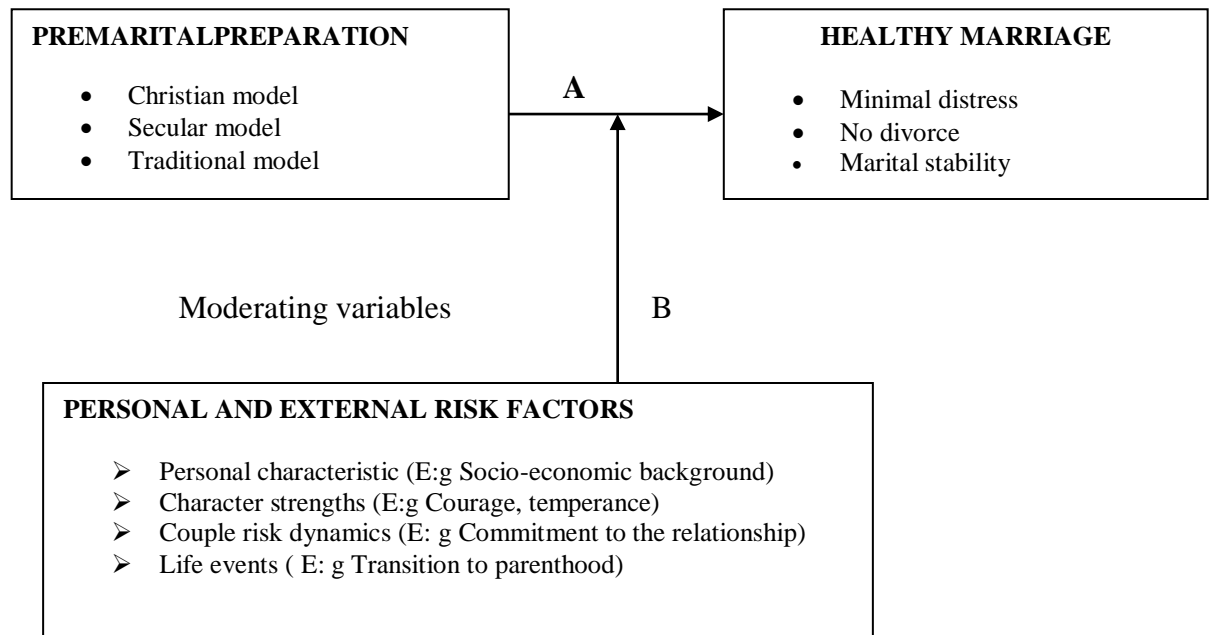 PREMARITALPREPARATION
• Christian model
• Secular model
• Traditional model
A
HEALTHY MARRIAGE
• Minimal distress
• No divorce
• Marital stability
Moderating variables
B
PERSONAL AND EXTERNAL RISK FACTORS
➢ Personal characteristic (E:g Socio-economic background)
➢ Character strengths (E:g Courage, temperance)
➢ Couple risk dynamics (E: g Commitment to the relationship)
➢ Life events ( E: g Transition to parenthood)